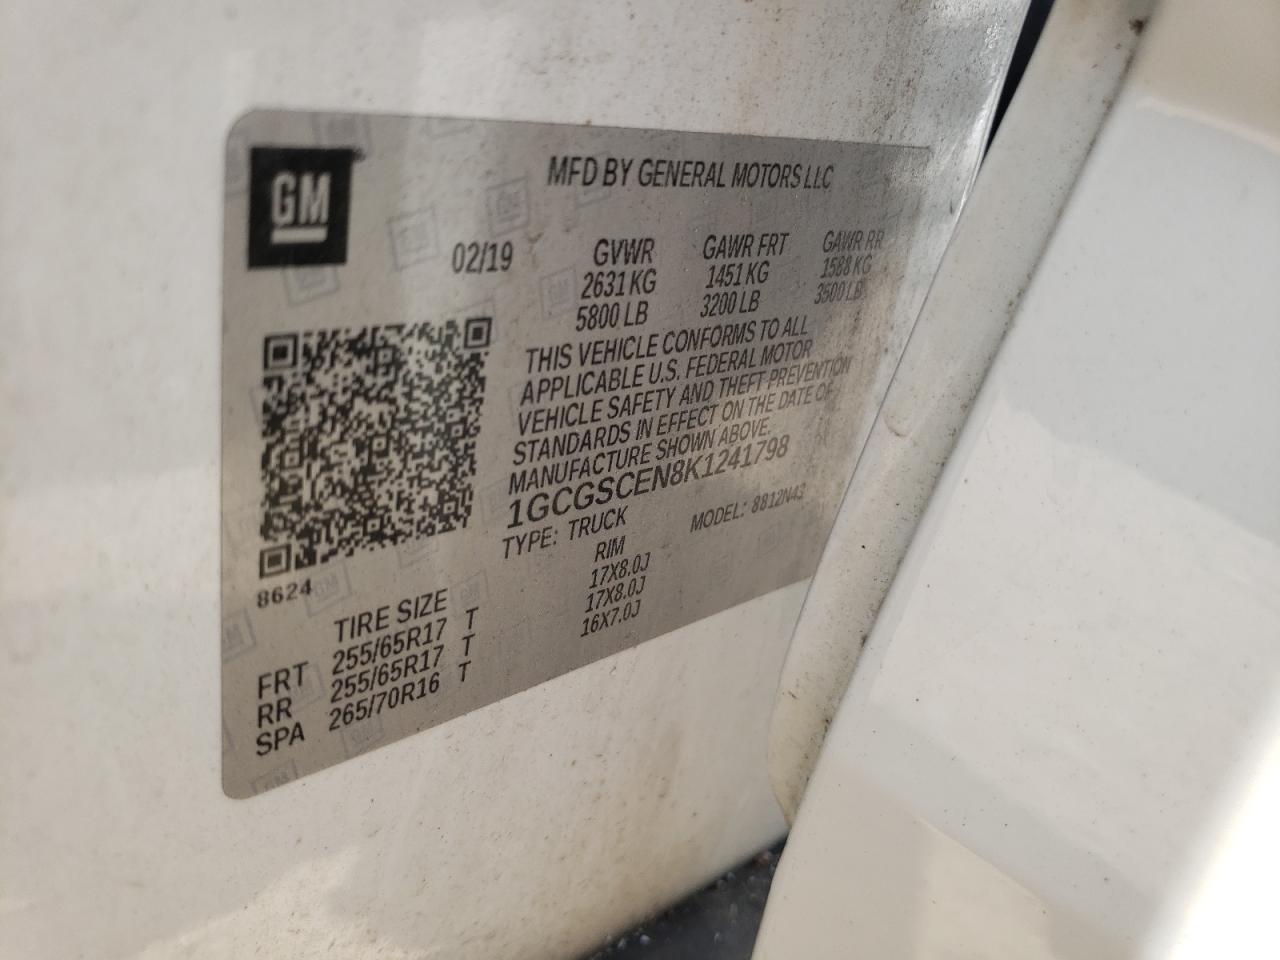 GM
MFD BY GENERAL MOTORS LLC
02/19
GVWR GAWR FRT GAWR RR
2631 KG 1451 KG 1588 KG
5800 LB 3200 LB 3500 LB
THIS VEHICLE CONFORMS TO ALL
APPLICABLE U.S. FEDERAL MOTOR
VEHICLE SAFETY AND THEFT PREVENTION
STANDARDS IN EFFECT ON THE DATE OF
MANUFACTURE SHOWN ABOVE.
1GCGSCEN8K1241798
TYPE: TRUCK MODEL: 8812N43
8624
TIRE SIZE RIM
FRT 255/65R17 T 17X8.0J
RR 255/65R17 T 17X8.0J
SPA 265/70R16 T 16X7.0J